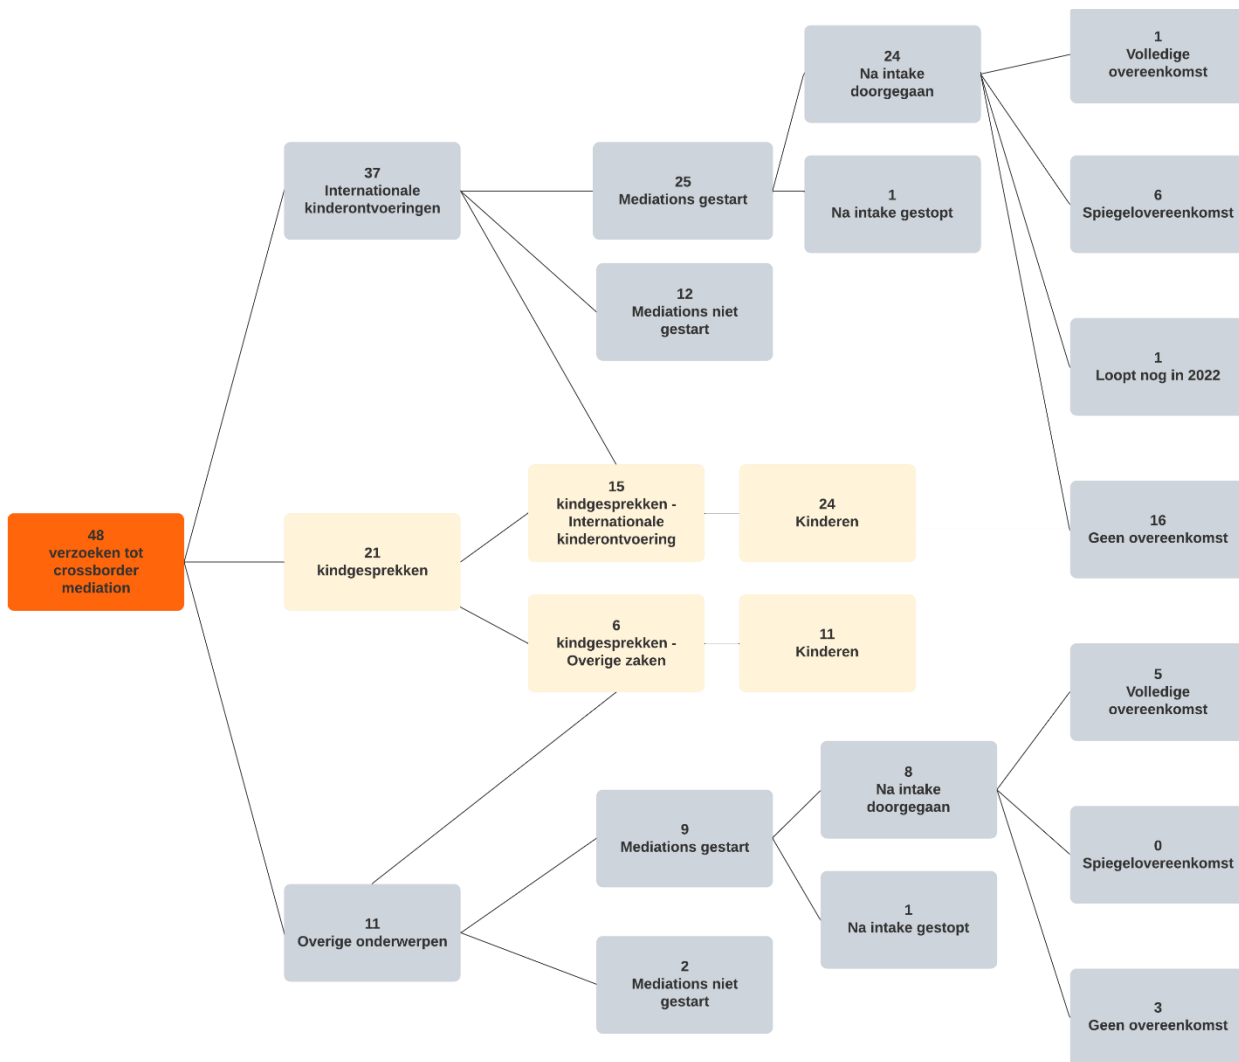 48
verzoeken tot
crossborder
mediation
37
Internationale
kinderontvoeringen
25
Mediations gestart
24
Na intake
doorgegaan
1
Volledige
overeenkomst
6
Spiegelovereenkomst
1
Loopt nog in 2022
16
Geen overeenkomst
1
Na intake gestopt
12
Mediations niet
gestart
21
kindgesprekken
15
kindgesprekken -
Internationale
kinderontvoering
24
Kinderen
6
kindgesprekken -
Overige zaken
11
Kinderen
11
Overige onderwerpen
9
Mediations gestart
8
Na intake
doorgegaan
5
Volledige
overeenkomst
0
Spiegelovereenkomst
3
Geen overeenkomst
1
Na intake gestopt
2
Mediations niet
gestart